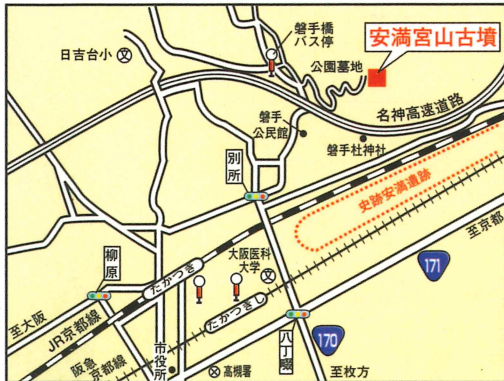 磐手橋
バス停
日吉台小
安満宮山古墳
公園墓地
名神高速道路
磐手
公民館
磐手杜神社
別所
史跡安満遺跡
至京都
大阪医科
大学
171
柳原
たかつき
至大阪
JR京都線
たかつき
阪急
京都線
市役所
高槻署
八丁畷
170
至枚方